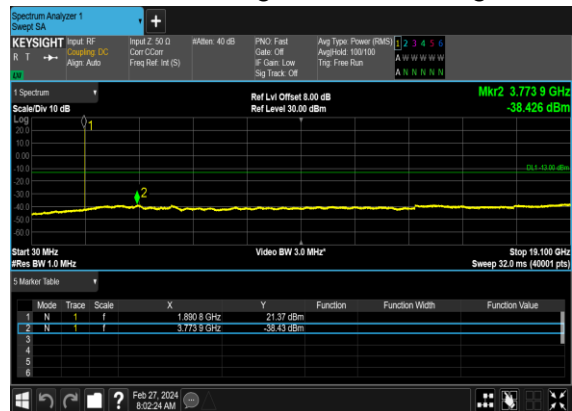 Spectrum Analyzer 1
Swept SA
+
KEYSIGHT Input: RF Input Z: 50 Ω #Atten: 40 dB PNO: Fast Avg Type: Power (RMS) 1 2 3 4 5 6
R T Coupling: DC Corr CCorr Gate: Off Avg|Hold: 100/100 A W W W W W
Align: Auto Freq Ref: Int (S) IF Gain: Low Trig: Free Run
LXI Sig Track: Off A N N N N N
1 Spectrum Ref Lvl Offset 8.00 dB Mkr2 3.773 9 GHz
Scale/Div 10 dB Ref Level 30.00 dBm -38.426 dBm
Log
20.0
10.0
0.00
-10.0
-20.0
-30.0
-40.0
-50.0
-60.0
1
DL1 -13.00 dBm
2
Start 30 MHz Video BW 3.0 MHz* Stop 19.100 GHz
#Res BW 1.0 MHz Sweep 32.0 ms (40001 pts)
5 Marker Table
Mode Trace Scale X Y Function Function Width Function Value
1 N 1 f 1.890 8 GHz 21.37 dBm
2 N 1 f 3.773 9 GHz -38.43 dBm
3
4
5
6
? Feb 27, 2024
8:02:24 AM